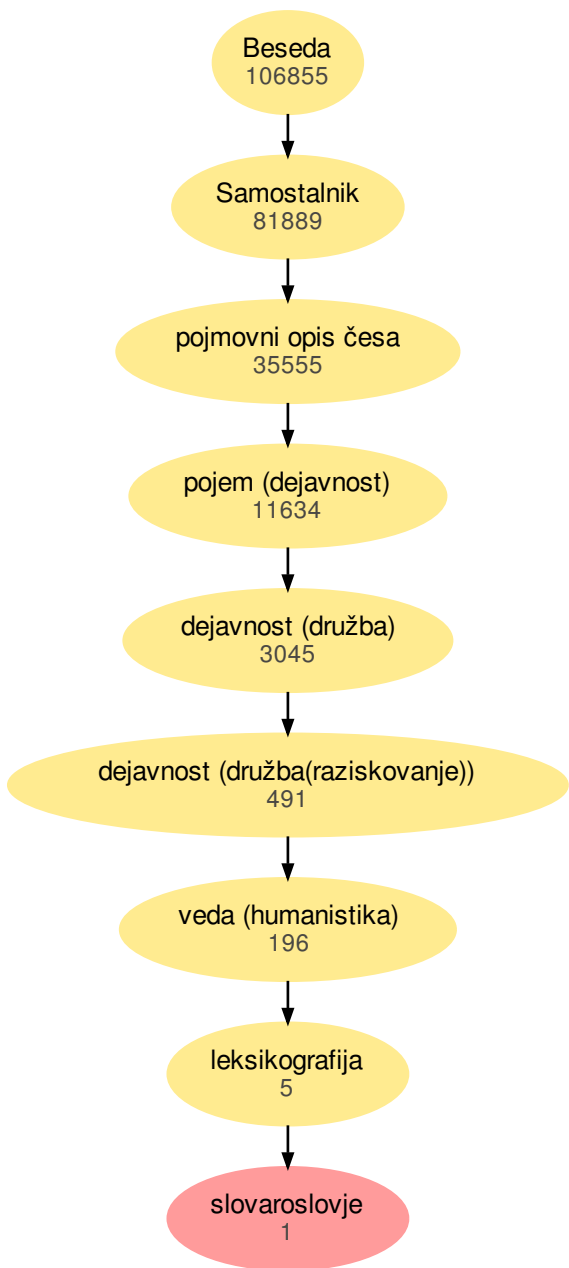 Beseda
106855
Samostalnik
81889
pojmovni opis česa
35555
pojem (dejavnost)
11634
dejavnost (družba)
3045
dejavnost (družba(raziskovanje))
491
veda (humanistika)
196
leksikografija
5
slovaroslovje
1